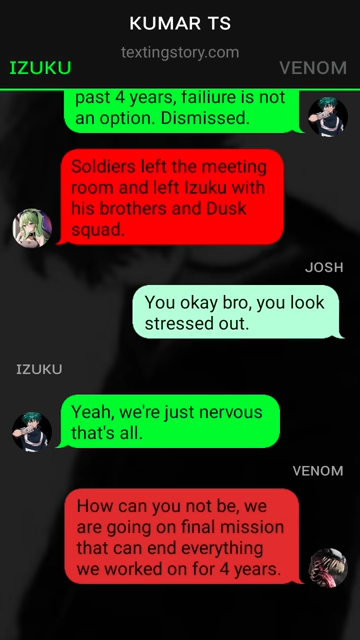 KUMAR TS
textingstory.com
IZUKU
VENOM
past 4 years, failiure is not
an option. Dismissed.
Soldiers left the meeting
room and left Izuku with
his brothers and Dusk
squad.
JOSH
You okay bro, you look
stressed out.
IZUKU
Yeah, we're just nervous
that's all.
VENOM
How can you not be, we
are going on final mission
that can end everything
we worked on for 4 years.